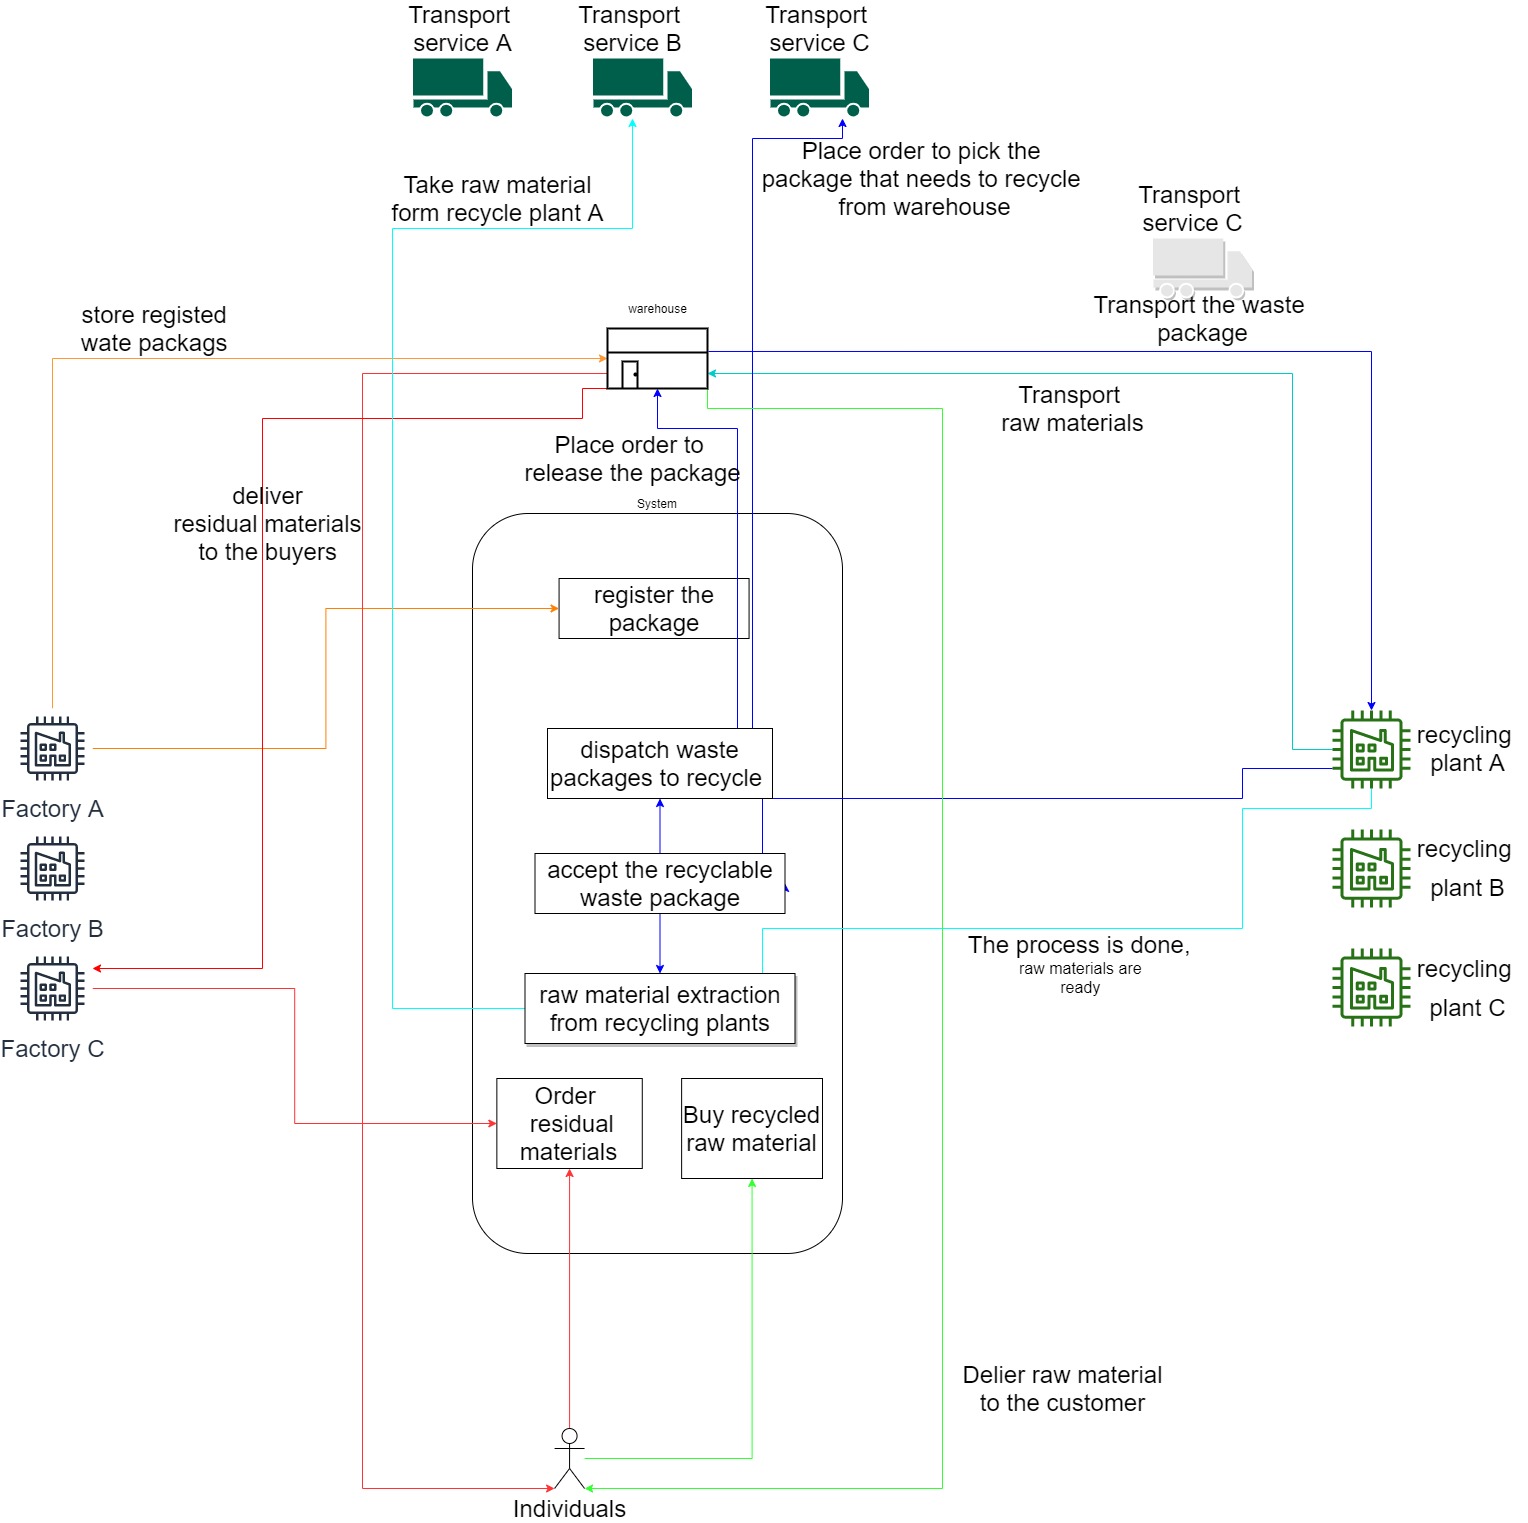 Transport
service A
Transport
service B
Transport
service C
Place order to pick the
package that needs to recycle
from warehouse
Take raw material
form recycle plant A
Transport
service C
Transport the waste
package
store registed
wate packags
warehouse
Transport
raw materials
Place order to
release the package
deliver
residual materials
to the buyers
System
register the
package
dispatch waste
packages to recycle
accept the recyclable
waste package
raw material extraction
from recycling plants
Order
residual
materials
Buy recycled
raw material
Factory A
Factory B
Factory C
recycling
plant A
recycling
plant B
recycling
plant C
The process is done,
raw materials are
ready
Delier raw material
to the customer
Individuals